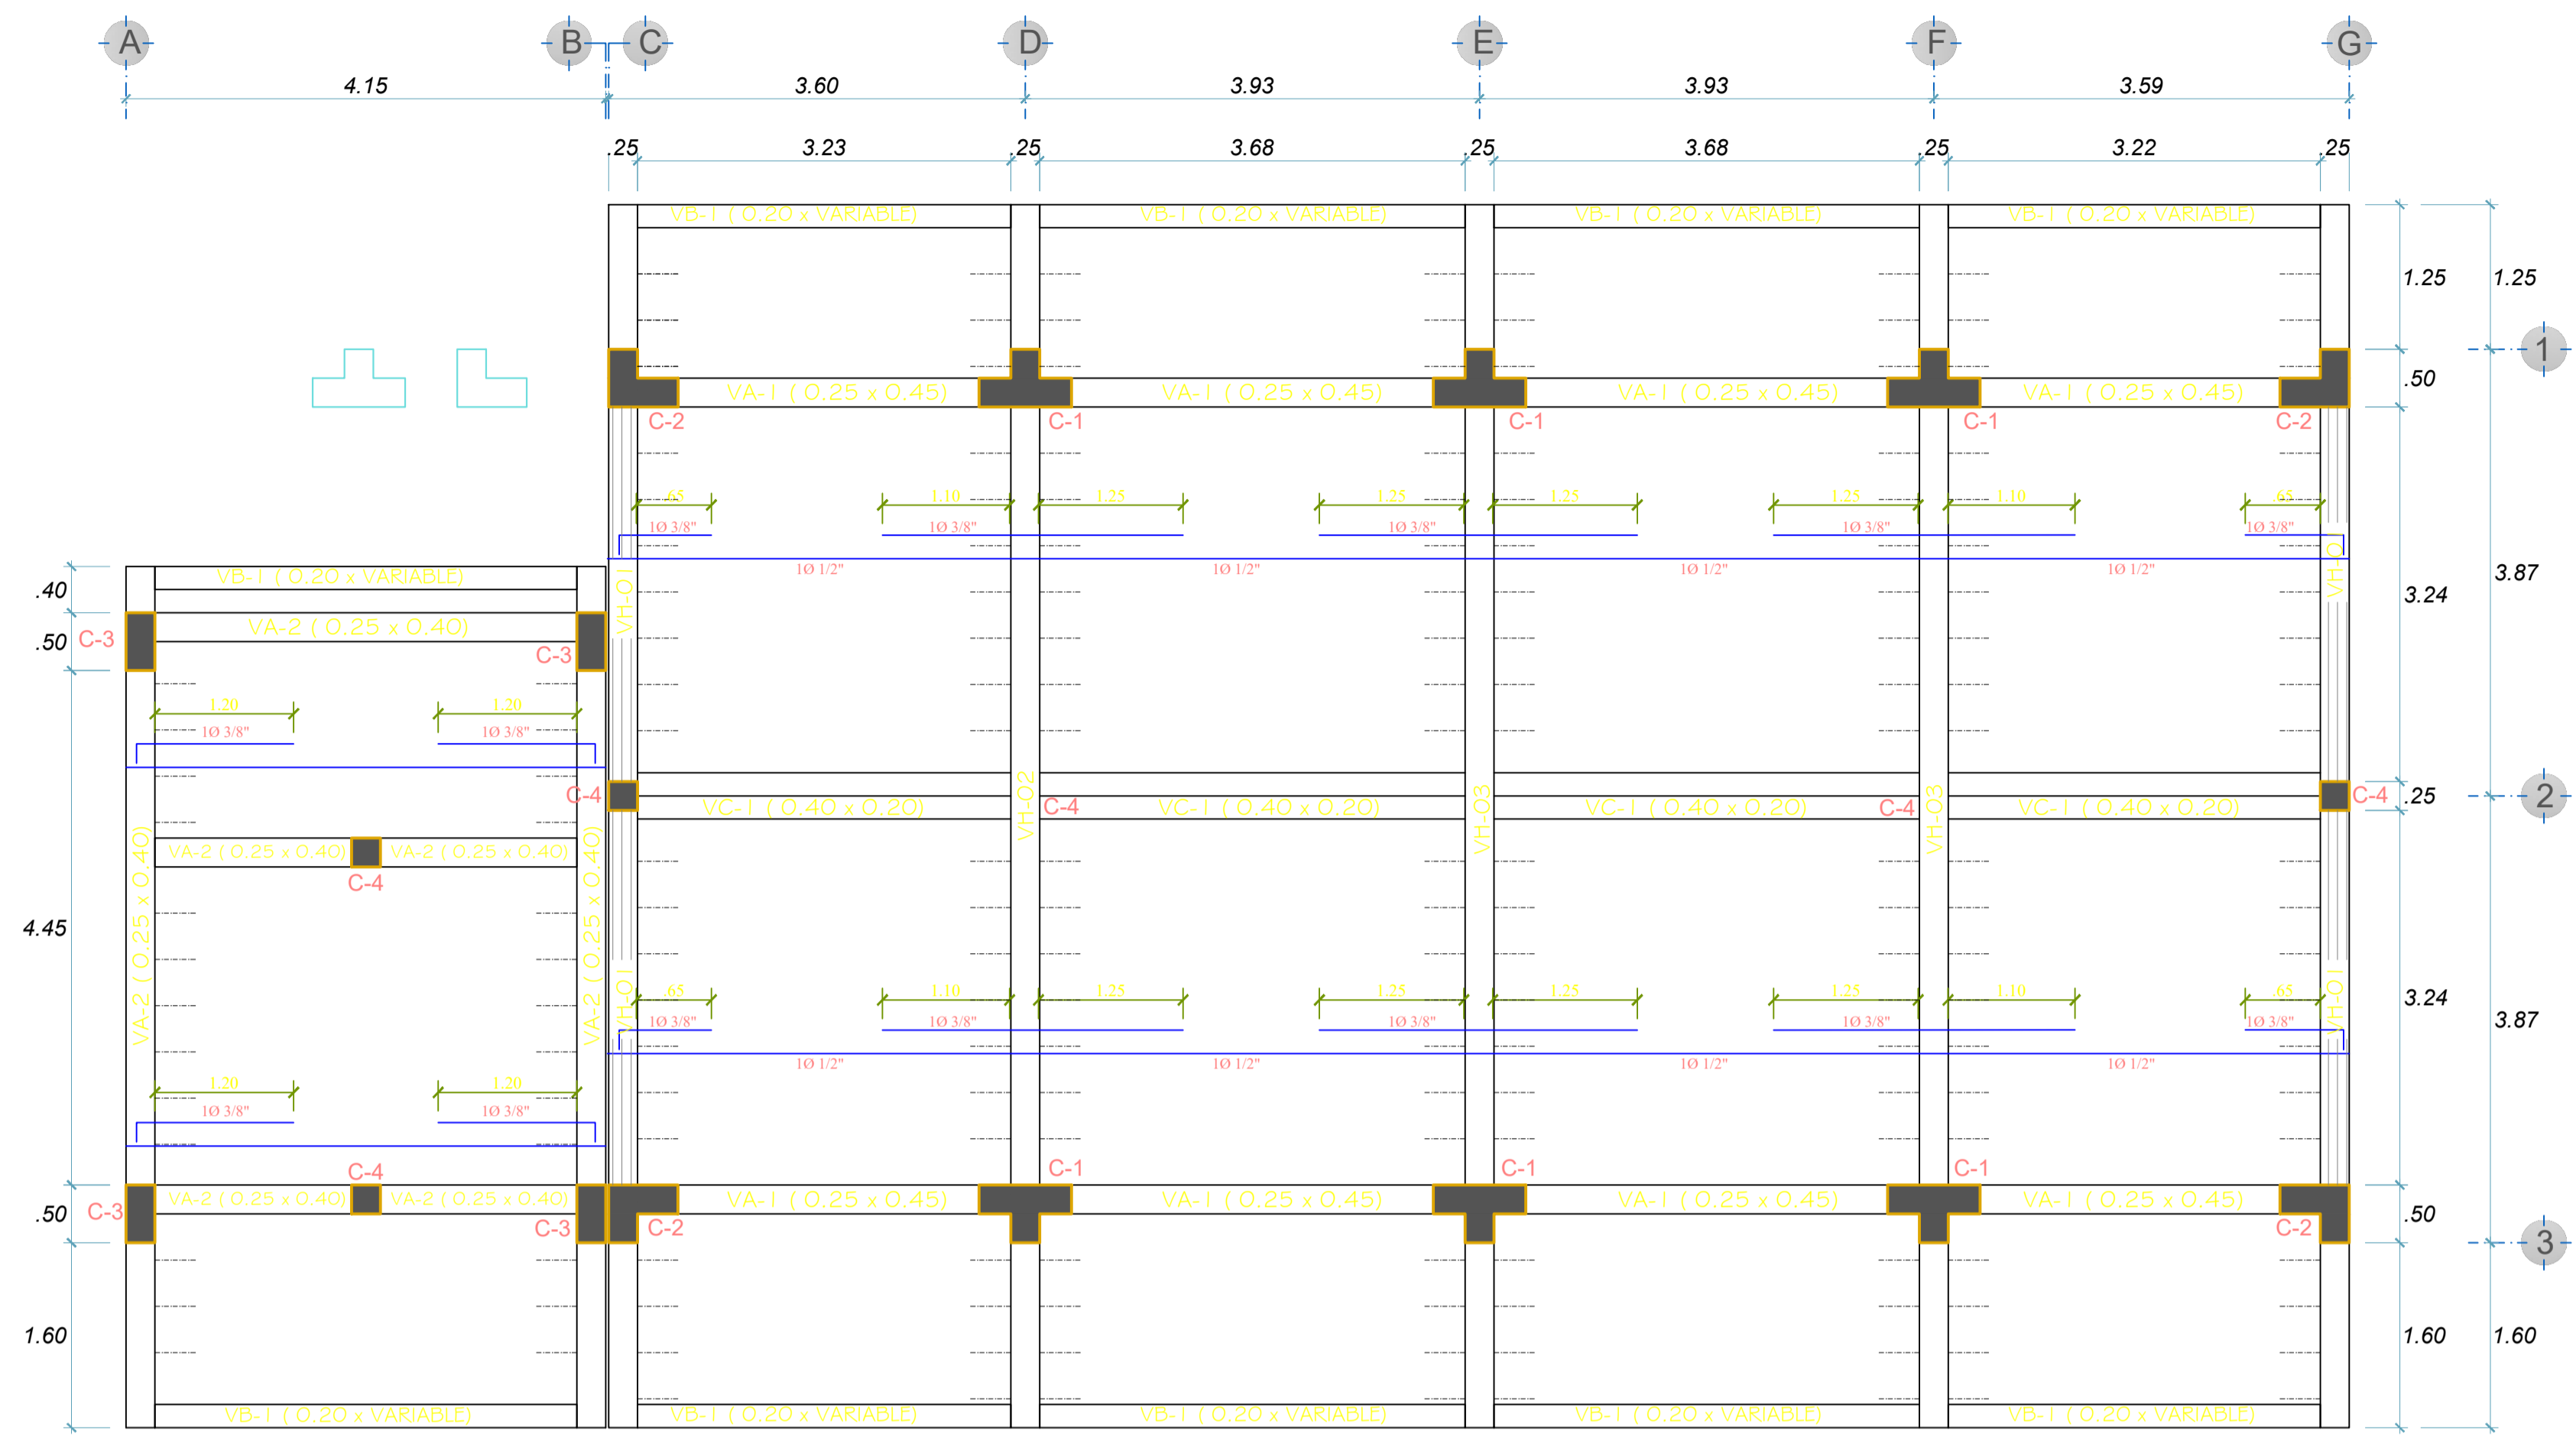 A B C D E F G
4.15 3.60 3.93 3.93 3.59
.25 3.23 .25 3.68 .25 3.68 .25 3.22 .25
VB-1 ( 0.20 x VARIABLE) VB-1 ( 0.20 x VARIABLE) VB-1 ( 0.20 x VARIABLE) VB-1 ( 0.20 x VARIABLE)
1.25 1.25
1
.50
VA-1 ( 0.25 x 0.45) VA-1 ( 0.25 x 0.45) VA-1 ( 0.25 x 0.45) VA-1 ( 0.25 x 0.45)
C-2 C-1 C-1 C-1 C-2
.65 1.10 1.25 1.25 1.25 1.25 1.10 .65
1Ø 3/8" 1Ø 3/8" 1Ø 3/8" 1Ø 3/8" 1Ø 3/8"
1Ø 1/2" 1Ø 1/2" 1Ø 1/2" 1Ø 1/2"
VH-01 VH-01
3.24 3.87
VB-1 ( 0.20 x VARIABLE)
.40
VA-2 ( 0.25 x 0.40)
.50 C-3 C-3
1.20 1.20
1Ø 3/8" 1Ø 3/8"
C-4 C-4 C-4 C-4
.25
2
VC-1 ( 0.40 x 0.20) VC-1 ( 0.40 x 0.20) VC-1 ( 0.40 x 0.20) VC-1 ( 0.40 x 0.20)
VH-02 VH-03 VH-03
VA-2 ( 0.25 x 0.40) VA-2 ( 0.25 x 0.40)
C-4
VA-2 ( 0.25 x 0.40) VA-2 ( 0.25 x 0.40)
4.45
VH-01 VH-01
.65 1.10 1.25 1.25 1.25 1.25 1.10 .65
3.24 3.87
1Ø 3/8" 1Ø 3/8" 1Ø 3/8" 1Ø 3/8" 1Ø 3/8"
1Ø 1/2" 1Ø 1/2" 1Ø 1/2" 1Ø 1/2"
1.20 1.20
1Ø 3/8" 1Ø 3/8"
C-4 C-1 C-1 C-1
VA-2 ( 0.25 x 0.40) VA-2 ( 0.25 x 0.40) VA-1 ( 0.25 x 0.45) VA-1 ( 0.25 x 0.45) VA-1 ( 0.25 x 0.45) VA-1 ( 0.25 x 0.45)
.50 C-3 C-3 C-2 C-2 .50
3
1.60 1.60 1.60
VB-1 ( 0.20 x VARIABLE) VB-1 ( 0.20 x VARIABLE) VB-1 ( 0.20 x VARIABLE) VB-1 ( 0.20 x VARIABLE) VB-1 ( 0.20 x VARIABLE)